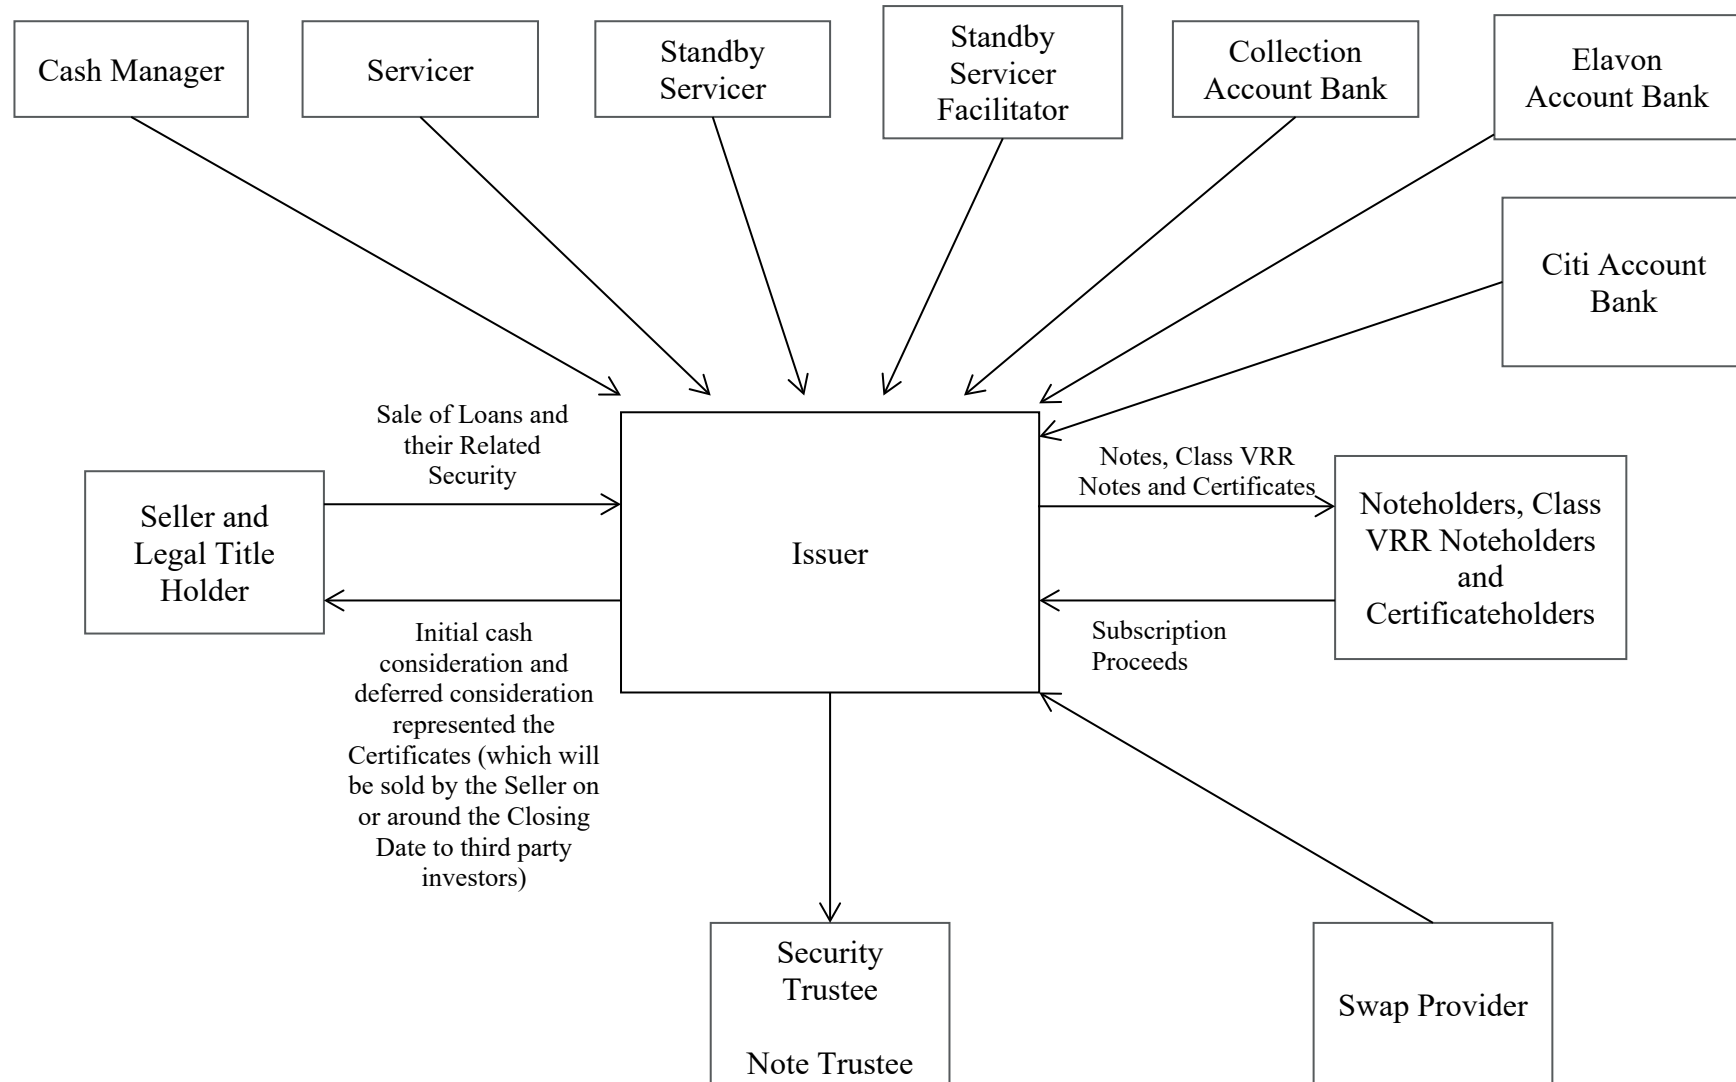 Cash Manager
Servicer
Standby
Servicer
Standby
Servicer
Facilitator
Collection
Account Bank
Elavon
Account Bank
Citi Account
Bank
Sale of Loans and
their Related
Security
Seller and
Legal Title
Holder
Issuer
Notes, Class VRR
Notes and Certificates
Noteholders, Class
VRR Noteholders
and
Certificateholders
Initial cash
consideration and
deferred consideration
represented the
Certificates (which will
be sold by the Seller on
or around the Closing
Date to third party
investors)
Subscription
Proceeds
Security
Trustee
Note Trustee
Swap Provider